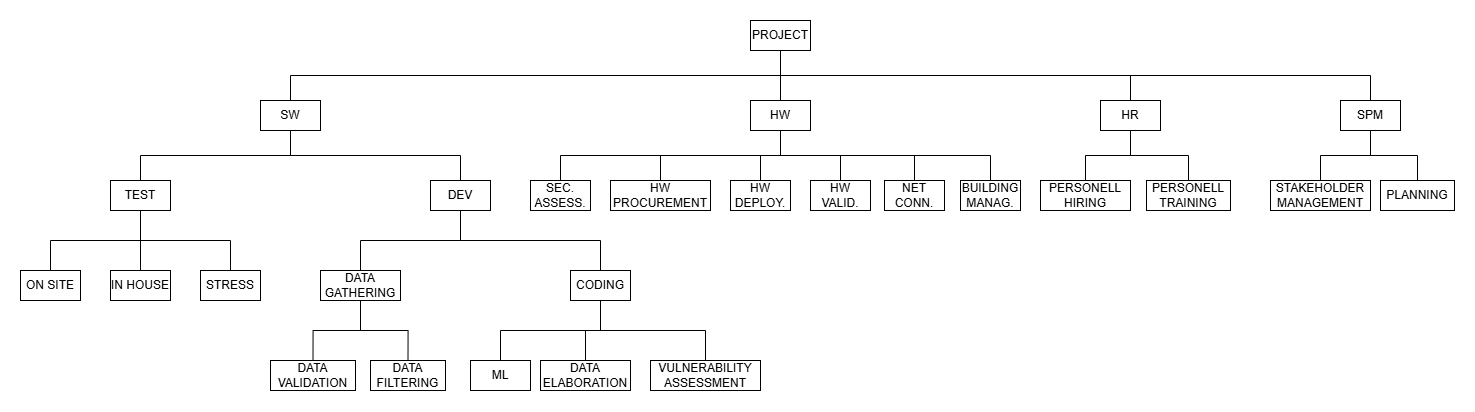 PROJECT
SW
HW
HR
SPM
TEST
DEV
SEC.
ASSESS.
HW
PROCUREMENT
HW
DEPLOY.
HW
VALID.
NET
CONN.
BUILDING
MANAG.
PERSONELL
HIRING
PERSONELL
TRAINING
STAKEHOLDER
MANAGEMENT
PLANNING
ON SITE
IN HOUSE
STRESS
DATA
GATHERING
CODING
DATA
VALIDATION
DATA
FILTERING
ML
DATA
ELABORATION
VULNERABILITY
ASSESSMENT